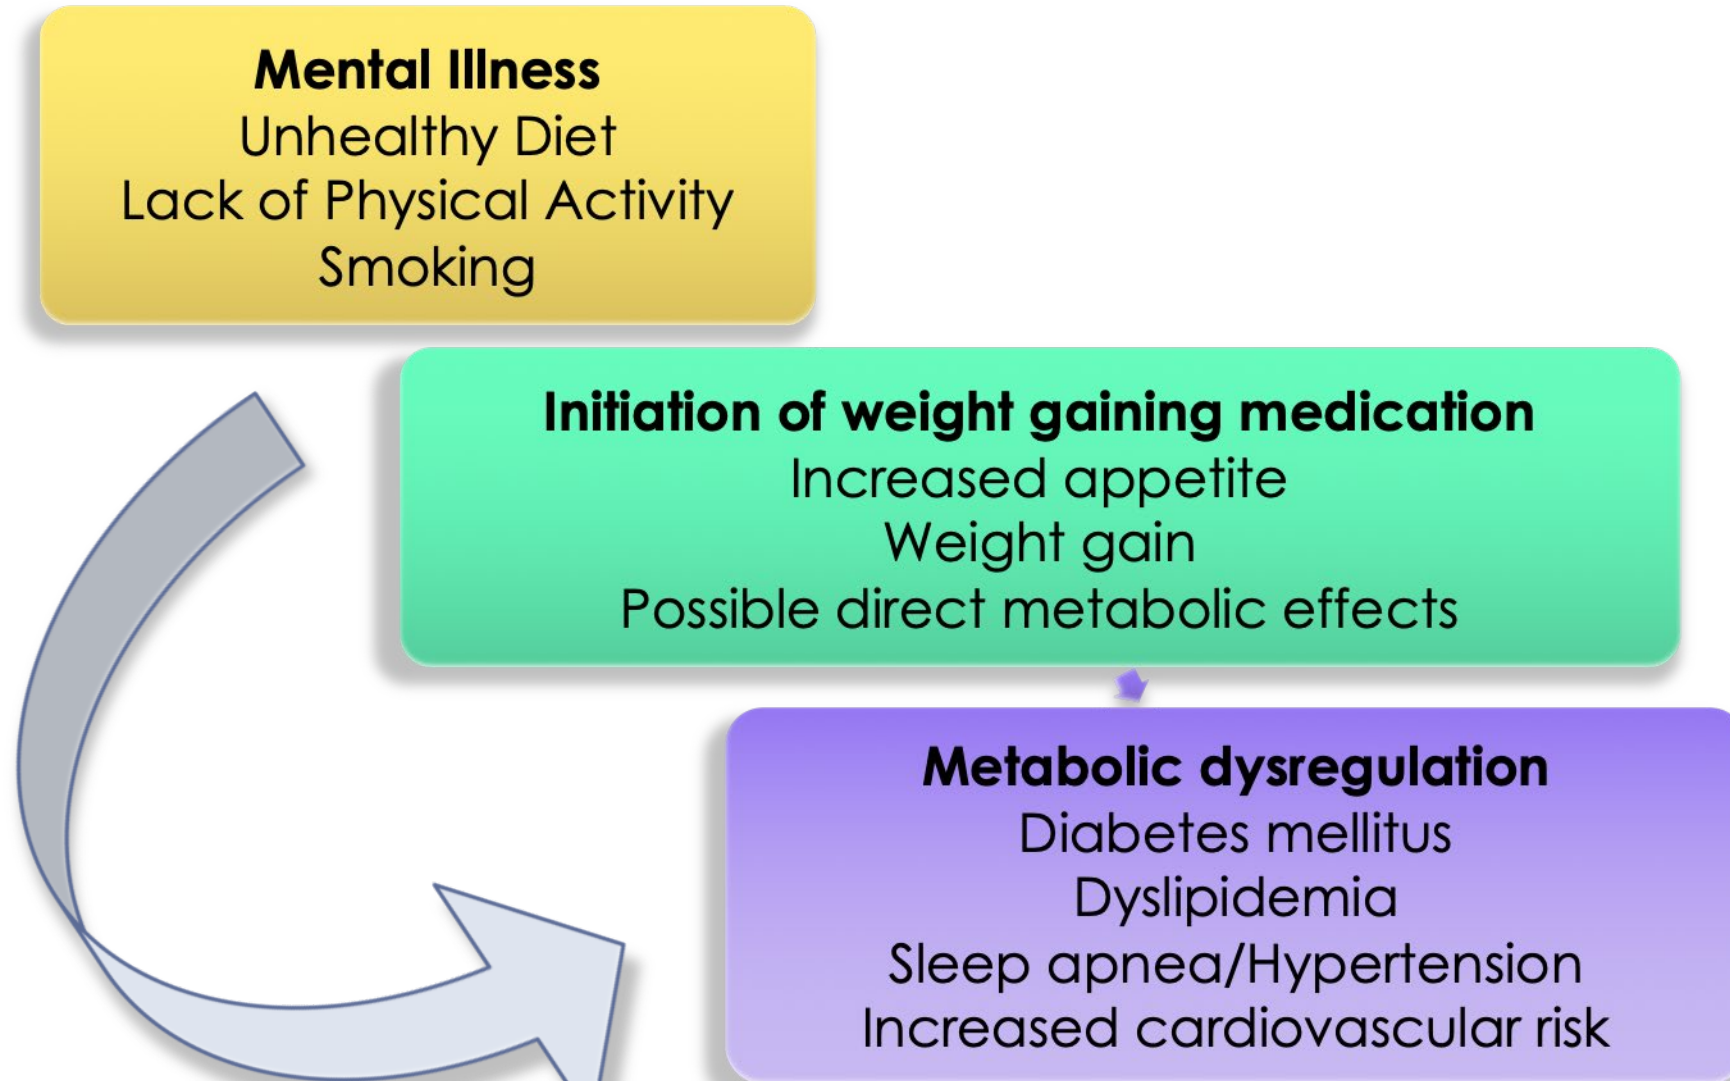 Mental Illness
Unhealthy Diet
Lack of Physical Activity
Smoking
Initiation of weight gaining medication
Increased appetite
Weight gain
Possible direct metabolic effects
Metabolic dysregulation
Diabetes mellitus
Dyslipidemia
Sleep apnea/Hypertension
Increased cardiovascular risk